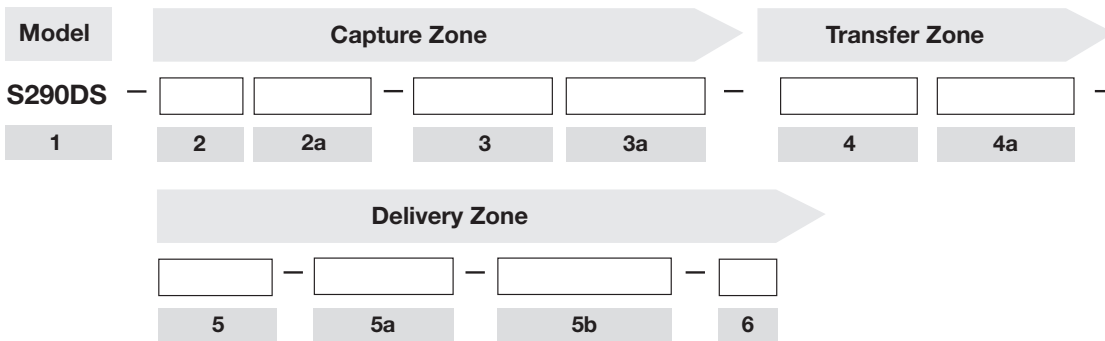 Model Capture Zone Transfer Zone
S290DS – – – –
1 2 2a 3 3a 4 4a
Delivery Zone
– – –
5 5a 5b 6